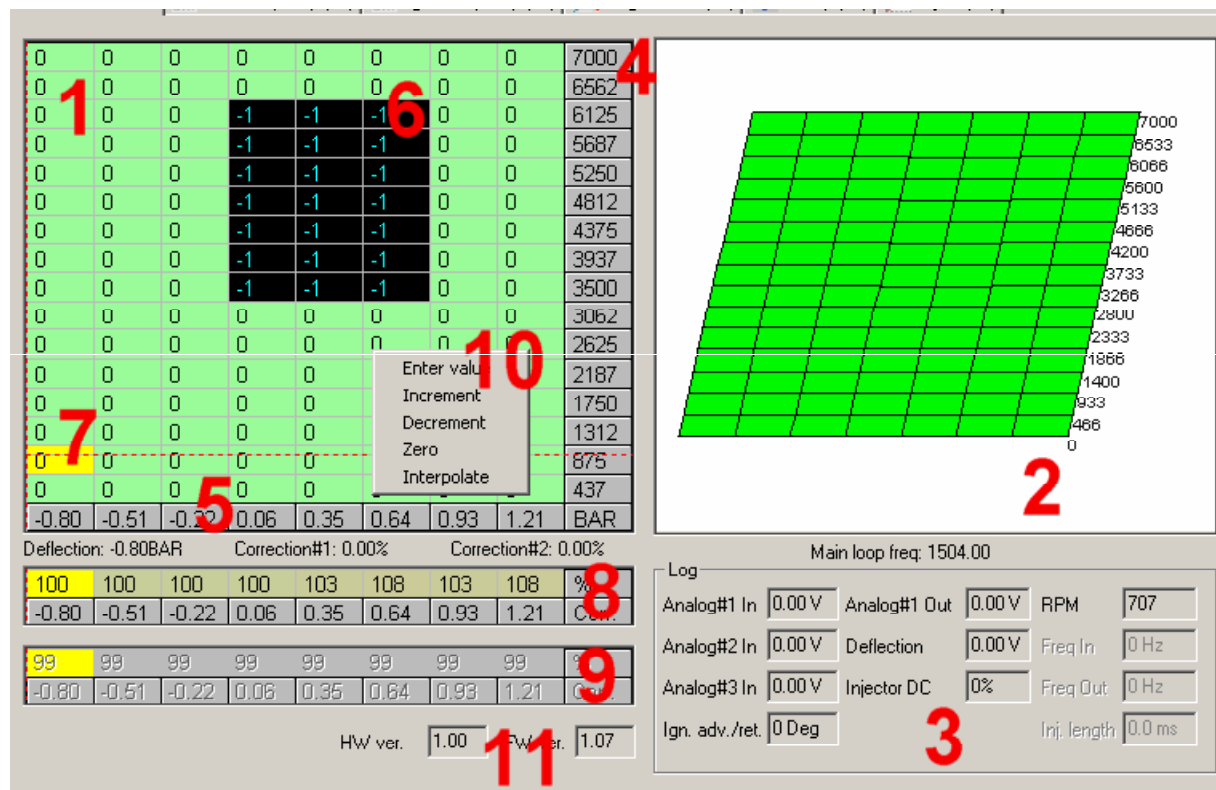 0 0 0 0 0 0 0 0 7000
0 0 0 0 0 0 0 0 6562
0 0 0 -1 -1 -1 0 0 6125
0 0 0 -1 -1 -1 0 0 5687
0 0 0 -1 -1 -1 0 0 5250
0 0 0 -1 -1 -1 0 0 4812
0 0 0 -1 -1 -1 0 0 4375
0 0 0 -1 -1 -1 0 0 3937
0 0 0 -1 -1 -1 0 0 3500
0 0 0 0 0 0 0 0 3062
0 0 0 0 0 0 0 0 2625
0 0 0 0 0 0 2187
0 0 0 0 0 0 1750
0 0 0 0 0 0 1312
0 0 0 0 0 0 875
0 0 0 0 0 0 437
-0.80 -0.51 -0.22 0.06 0.35 0.64 0.93 1.21 BAR
1
6
4
10
7
5
Enter value
Increment
Decrement
Zero
Interpolate
Deflection: -0.80BAR Correction#1: 0.00% Correction#2: 0.00%
100 100 100 100 103 108 103 108 %
-0.80 -0.51 -0.22 0.06 0.35 0.64 0.93 1.21 Corr.
8
99 99 99 99 99 99 99 99 %
-0.80 -0.51 -0.22 0.06 0.35 0.64 0.93 1.21 Corr.
9
HW ver. 1.00 FW ver. 1.07
11
7000
6533
6066
5600
5133
4666
4200
3733
3266
2800
2333
1866
1400
933
466
0
2
Main loop freq: 1504.00
Log
Analog#1 In 0.00 V Analog#1 Out 0.00 V RPM 707
Analog#2 In 0.00 V Deflection 0.00 V Freq In 0 Hz
Analog#3 In 0.00 V Injector DC 0% Freq Out 0 Hz
Ign. adv./ret. 0 Deg Inj. length 0.0 ms
3